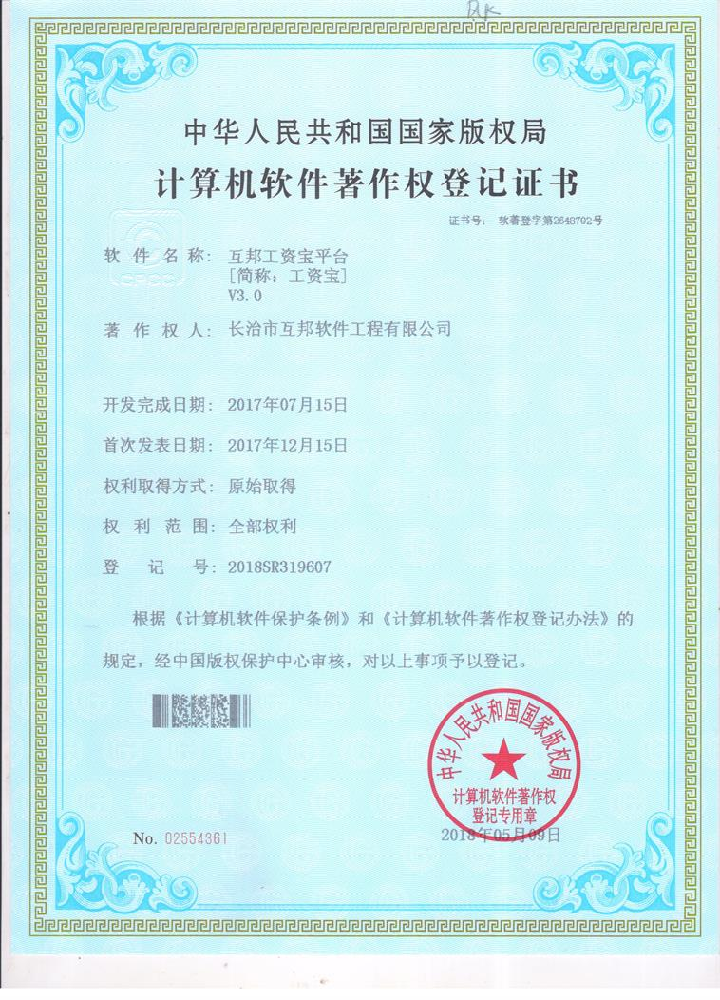 中华人民共和国国家版权局
计算机软件著作权登记证书
证书号： 软著登字第2648702号
软件名称： 互邦工资宝平台
[简称：工资宝]
V3.0
著作权人： 长治市互邦软件工程有限公司
开发完成日期： 2017年07月15日
首次发表日期： 2017年12月15日
权利取得方式： 原始取得
权利范围： 全部权利
登记号： 2018SR319607
根据《计算机软件保护条例》和《计算机软件著作权登记办法》的
规定，经中国版权保护中心审核，对以上事项予以登记。
中华人民共和国国家版权局
计算机软件著作权
登记专用章
No. 02554361
2018年05月09日
CPCC